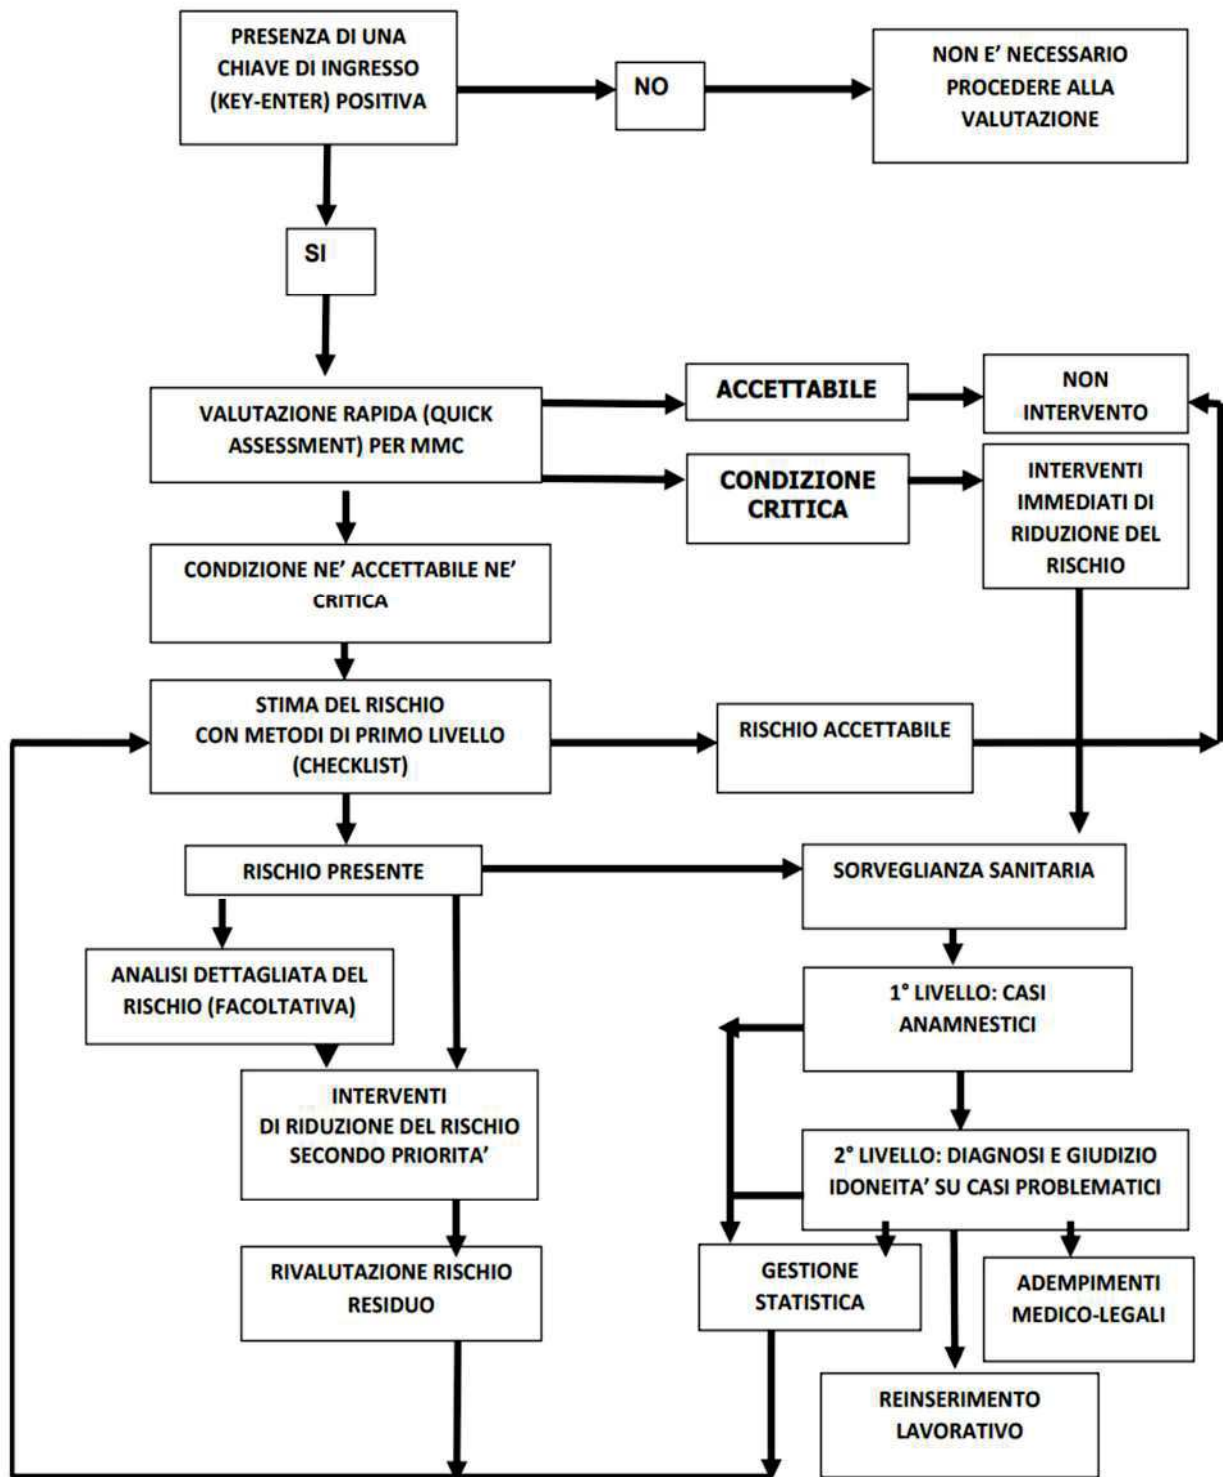 PRESENZA DI UNA
CHIAVE DI INGRESSO
(KEY-ENTER) POSITIVA
NO
NON E’ NECESSARIO
PROCEDERE ALLA
VALUTAZIONE
SI
VALUTAZIONE RAPIDA (QUICK
ASSESSMENT) PER MMC
ACCETTABILE
NON
INTERVENTO
CONDIZIONE
CRITICA
INTERVENTI
IMMEDIATI DI
RIDUZIONE DEL
RISCHIO
CONDIZIONE NE’ ACCETTABILE NE’
CRITICA
STIMA DEL RISCHIO
CON METODI DI PRIMO LIVELLO
(CHECKLIST)
RISCHIO ACCETTABILE
RISCHIO PRESENTE
SORVEGLIANZA SANITARIA
ANALISI DETTAGLIATA DEL
RISCHIO (FACOLTATIVA)
1° LIVELLO: CASI
ANAMNESTICI
INTERVENTI
DI RIDUZIONE DEL RISCHIO
SECONDO PRIORITA’
2° LIVELLO: DIAGNOSI E GIUDIZIO
IDONEITA’ SU CASI PROBLEMATICI
RIVALUTAZIONE RISCHIO
RESIDUO
GESTIONE
STATISTICA
ADEMPIMENTI
MEDICO-LEGALI
REINSERIMENTO
LAVORATIVO